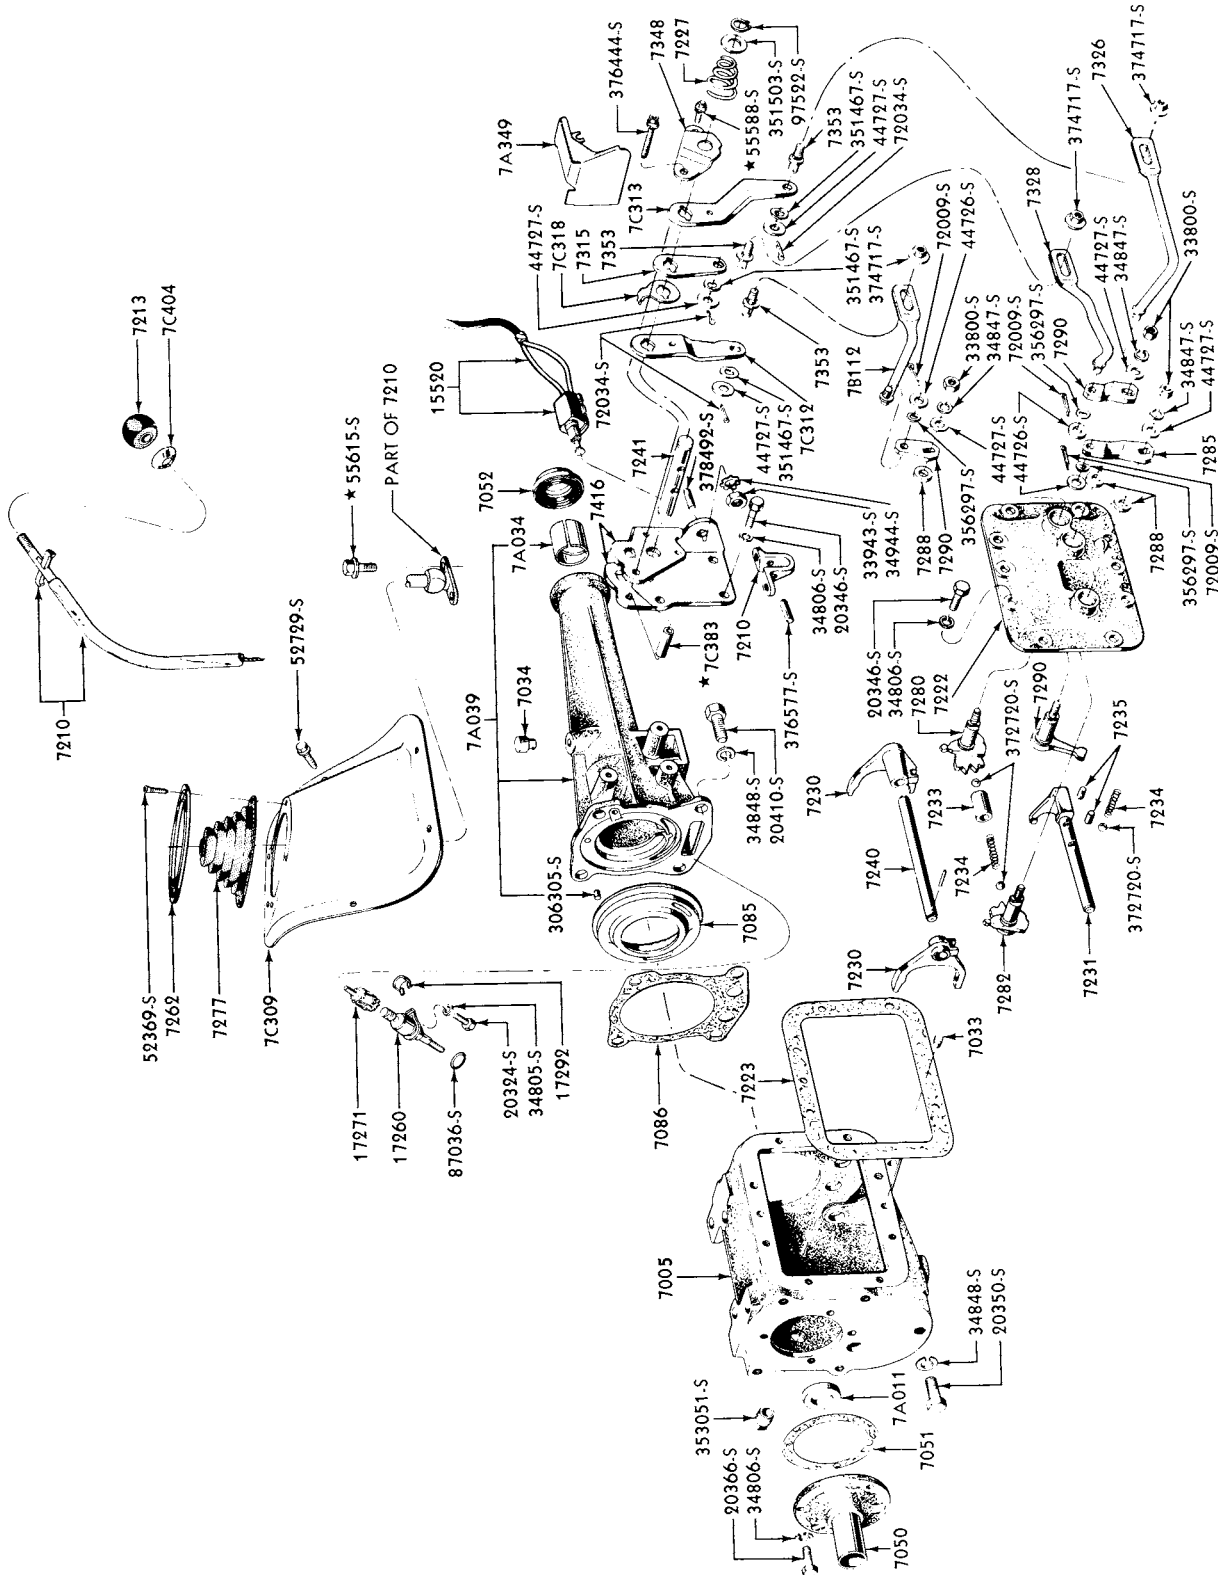 7A349
376444-S
7348
7227
351503-S
97522-S
★55588-S
7353
351467-S
44727-S
72034-S
374717-S
7326
374717-S
7328
44727-S
34847-S
33800-S
7C313
7353
7315
7C318
44727-S
351467-S
374717-S
72009-S
44726-S
7353
7B112
33800-S
34847-S
72009-S
356297-S
7290
34847-S
44727-S
7285
7213
7C404
15520
72034-S
44727-S
351467-S
7C312
44727-S
44726-S
★55615-S
PART OF 7210
7052
7416
7241
378492-S
7A034
33943-S
34944-S
7288
7290
356297-S
7288
356297-S
72009-S
52729-S
7210
7A039
7034
★7C383
7210
34806-S
20346-S
376577-S
20346-S
34806-S
7280
7222
372720-S
7290
7235
34848-S
20410-S
7230
7233
7240
7234
7234
372720-S
52369-S
7262
7277
7C309
306305-S
7085
7230
7282
7231
17271
17260
87036-S
20324-S
34805-S
17292
7086
7223
7033
7005
353051-S
7A011
34848-S
20350-S
20366-S
34806-S
7051
7050